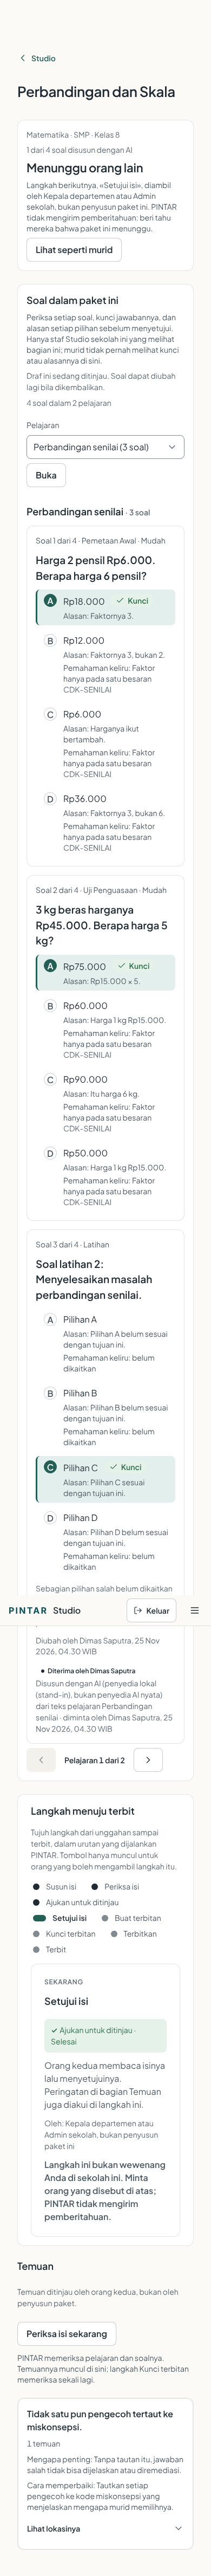 Studio
Perbandingan dan Skala
Matematika · SMP · Kelas 8
1 dari 4 soal disusun dengan AI
Menunggu orang lain
Langkah berikutnya, «Setujui isi», diambil
oleh Kepala departemen atau Admin
sekolah, bukan penyusun paket ini. PINTAR
tidak mengirim pemberitahuan: beri tahu
mereka bahwa paket ini menunggu.
Lihat seperti murid
Soal dalam paket ini
Periksa setiap soal, kunci jawabannya, dan
alasan setiap pilihan sebelum menyetujui.
Hanya staf Studio sekolah ini yang melihat
bagian ini; murid tidak pernah melihat kunci
atau alasannya di sini.
Draf ini sedang ditinjau. Soal dapat diubah
lagi bila dikembalikan.
4 soal dalam 2 pelajaran
Pelajaran
Perbandingan senilai (3 soal)
Buka
Perbandingan senilai · 3 soal
Soal 1 dari 4 · Pemetaan Awal · Mudah
Harga 2 pensil Rp6.000.
Berapa harga 6 pensil?
A Rp18.000 Kunci
Alasan: Faktornya 3.
B Rp12.000
Alasan: Faktornya 3, bukan 2.
Pemahaman keliru: Faktor
hanya pada satu besaran
CDK-SENILAI
C Rp6.000
Alasan: Harganya ikut
bertambah.
Pemahaman keliru: Faktor
hanya pada satu besaran
CDK-SENILAI
D Rp36.000
Alasan: Faktornya 3, bukan 6.
Pemahaman keliru: Faktor
hanya pada satu besaran
CDK-SENILAI
Soal 2 dari 4 · Uji Penguasaan · Mudah
3 kg beras harganya
Rp45.000. Berapa harga 5
kg?
A Rp75.000 Kunci
Alasan: Rp15.000 × 5.
B Rp60.000
Alasan: Harga 1 kg Rp15.000.
Pemahaman keliru: Faktor
hanya pada satu besaran
CDK-SENILAI
C Rp90.000
Alasan: Itu harga 6 kg.
Pemahaman keliru: Faktor
hanya pada satu besaran
CDK-SENILAI
D Rp50.000
Alasan: Harga 1 kg Rp15.000.
Pemahaman keliru: Faktor
hanya pada satu besaran
CDK-SENILAI
Soal 3 dari 4 · Latihan
Soal latihan 2:
Menyelesaikan masalah
perbandingan senilai.
A Pilihan A
Alasan: Pilihan A belum sesuai
dengan tujuan ini.
Pemahaman keliru: belum
dikaitkan
B Pilihan B
Alasan: Pilihan B belum sesuai
dengan tujuan ini.
Pemahaman keliru: belum
dikaitkan
C Pilihan C Kunci
Alasan: Pilihan C sesuai
dengan tujuan ini.
D Pilihan D
Alasan: Pilihan D belum sesuai
dengan tujuan ini.
Pemahaman keliru: belum
dikaitkan
Sebagian pilihan salah belum dikaitkan
PINTAR Studio Keluar
Diubah oleh Dimas Saputra, 25 Nov
2026, 04.30 WIB
Diterima oleh Dimas Saputra
Disusun dengan AI (penyedia lokal
(stand-in), bukan penyedia AI nyata)
dari teks pelajaran Perbandingan
senilai · diminta oleh Dimas Saputra, 25
Nov 2026, 04.30 WIB
Pelajaran 1 dari 2
Langkah menuju terbit
Tujuh langkah dari unggahan sampai
terbit, dalam urutan yang dijalankan
PINTAR. Tombol hanya muncul untuk
orang yang boleh mengambil langkah itu.
Susun isi Periksa isi
Ajukan untuk ditinjau
Setujui isi Buat terbitan
Kunci terbitan Terbitkan
Terbit
SEKARANG
Setujui isi
✓ Ajukan untuk ditinjau ·
Selesai
Orang kedua membaca isinya
lalu menyetujuinya.
Peringatan di bagian Temuan
juga diakui di langkah ini.
Oleh: Kepala departemen atau
Admin sekolah, bukan penyusun
paket ini
Langkah ini bukan wewenang
Anda di sekolah ini. Minta
orang yang disebut di atas;
PINTAR tidak mengirim
pemberitahuan.
Temuan
Temuan ditinjau oleh orang kedua, bukan oleh
penyusun paket.
Periksa isi sekarang
PINTAR memeriksa pelajaran dan soalnya.
Temuannya muncul di sini; langkah Kunci terbitan
memeriksa sekali lagi.
Tidak satu pun pengecoh tertaut ke
miskonsepsi.
1 temuan
Mengapa penting: Tanpa tautan itu, jawaban
salah tidak bisa dijelaskan atau diremediasi.
Cara memperbaiki: Tautkan setiap
pengecoh ke kode miskonsepsi yang
menjelaskan mengapa murid memilihnya.
Lihat lokasinya